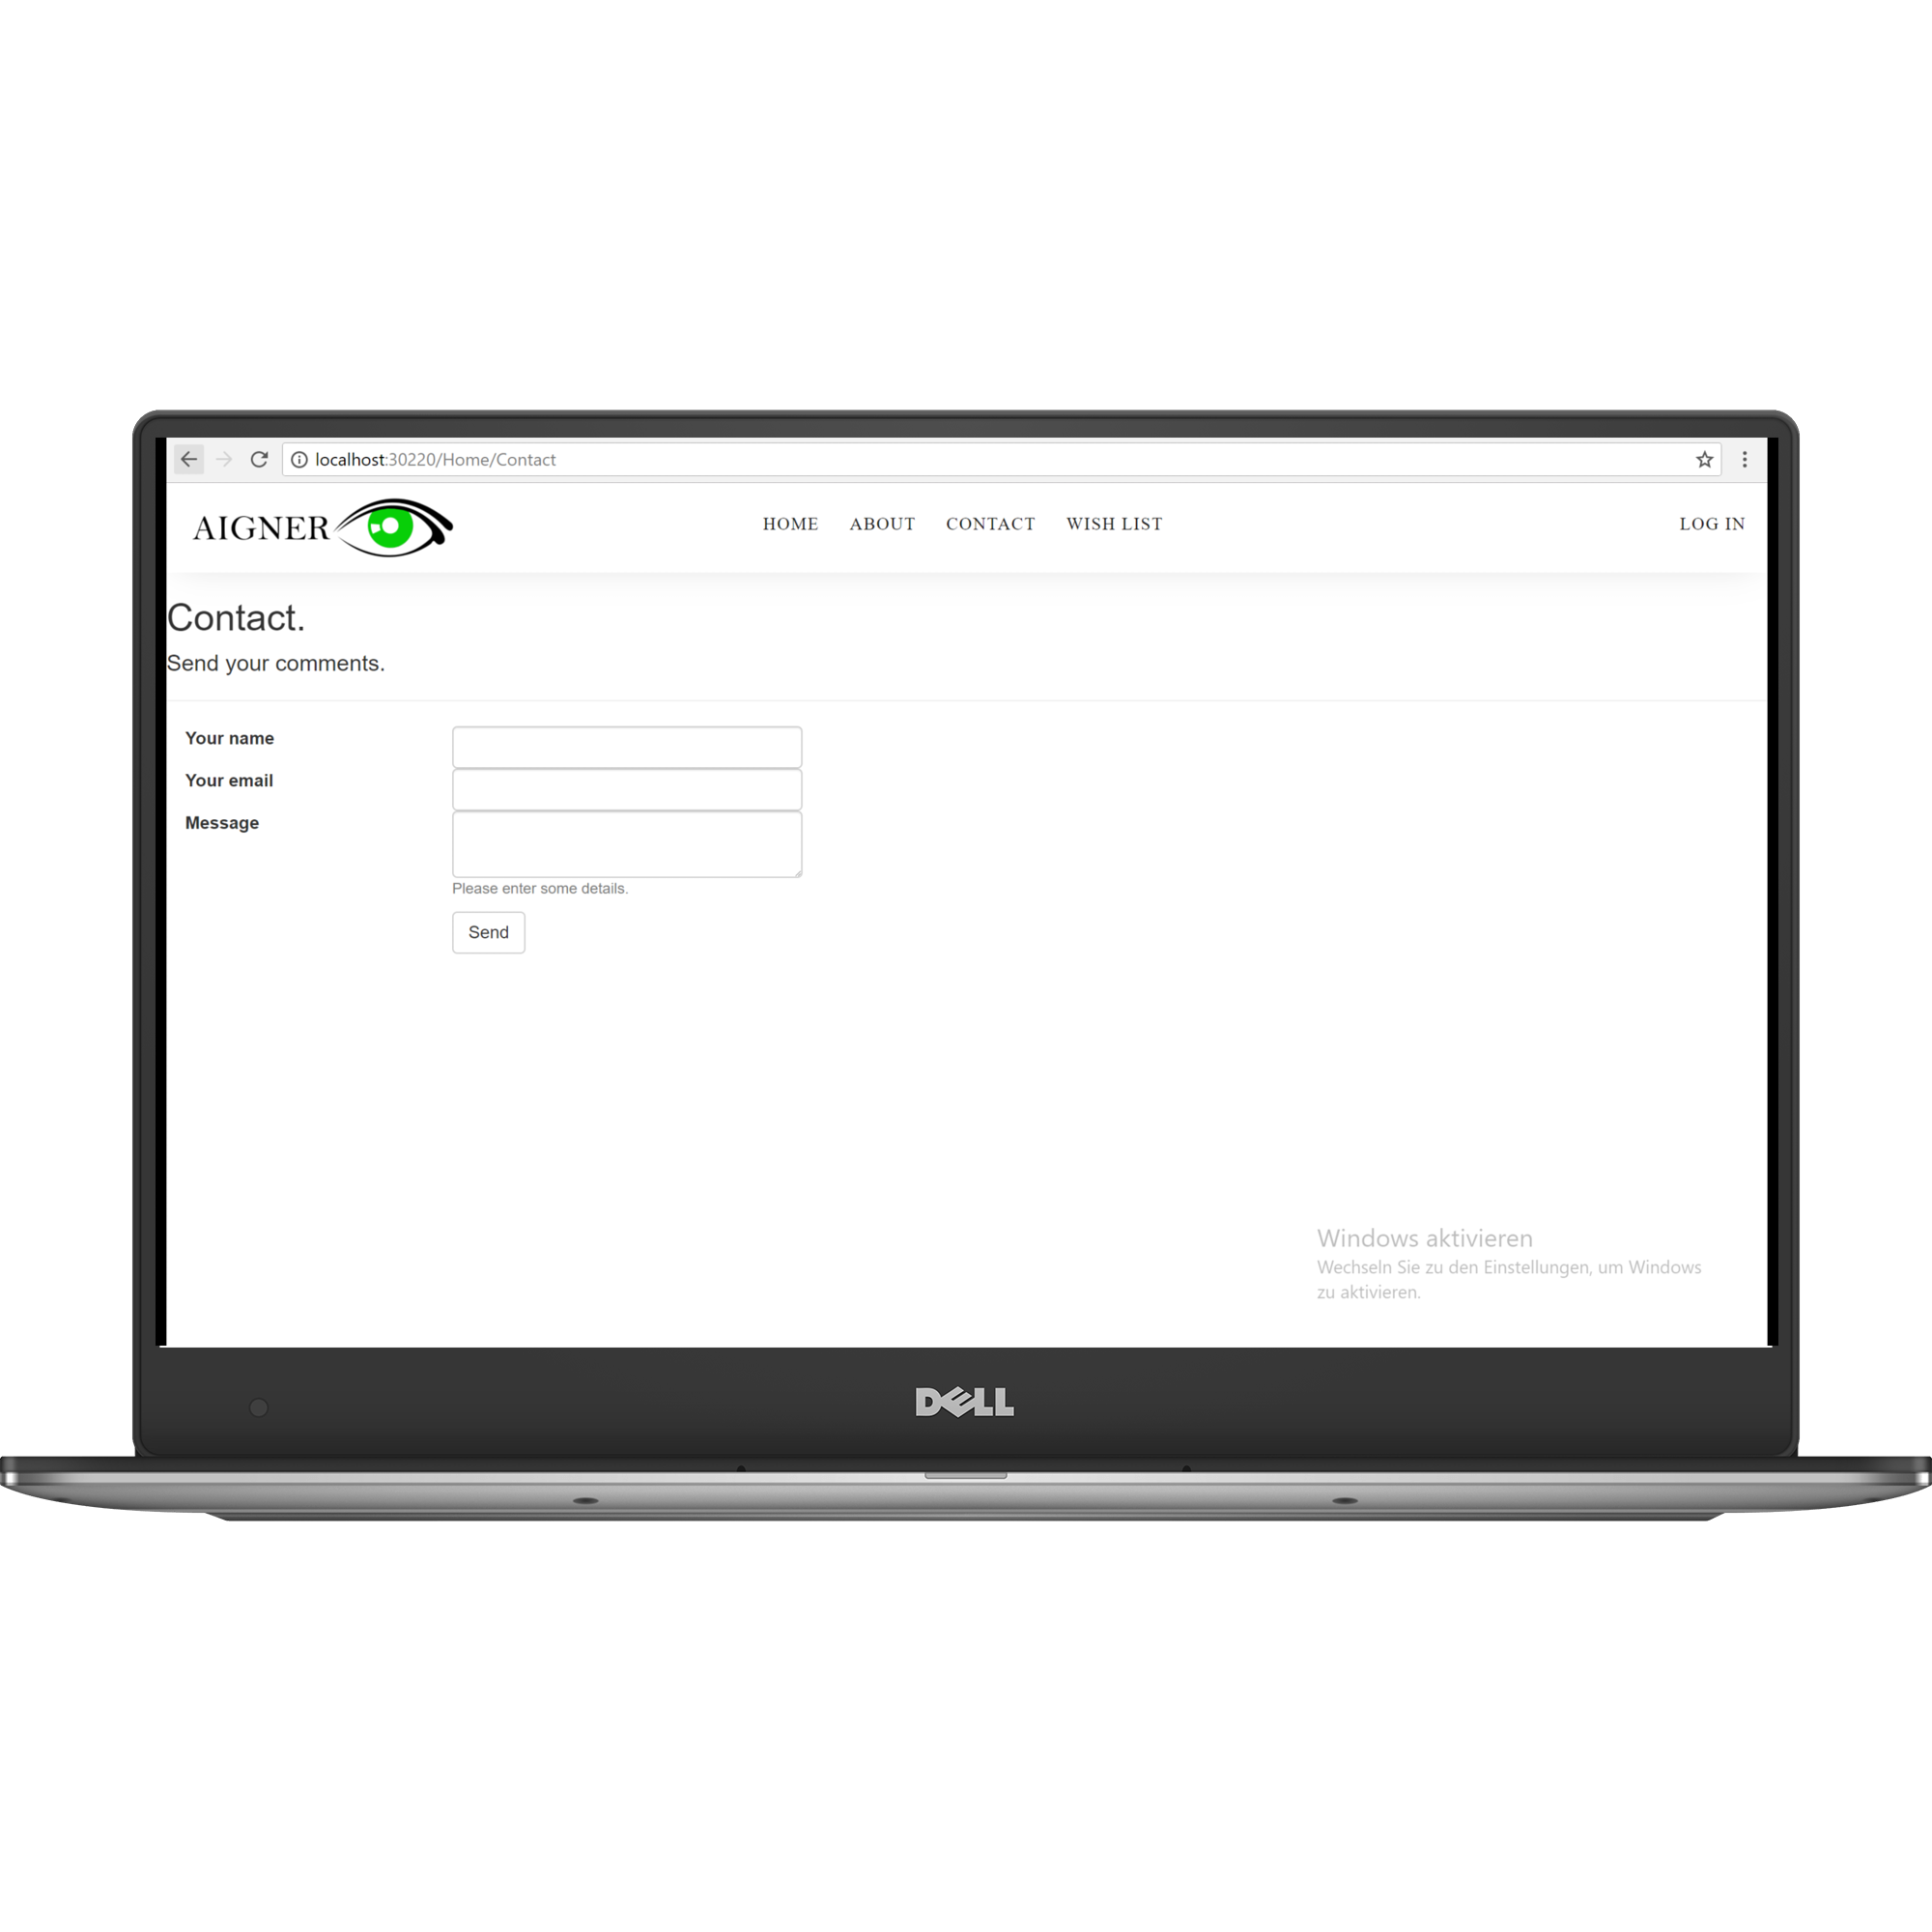 localhost:30220/Home/Contact
AIGNER
HOME ABOUT CONTACT WISH LIST LOG IN
Contact.
Send your comments.
Your name
Your email
Message
Please enter some details.
Send
Windows aktivieren
Wechseln Sie zu den Einstellungen, um Windows
zu aktivieren.
DELL